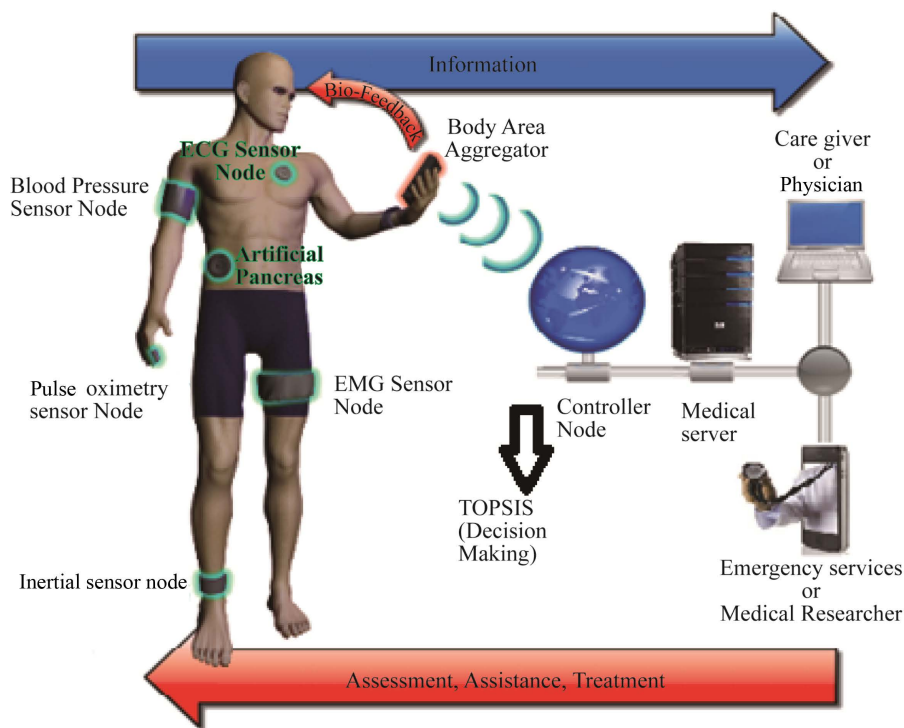 Information
Bio-Feedback
Body Area
Aggregator
Care giver
or
Physician
ECG Sensor
Node
Blood Pressure
Sensor Node
Artificial
Pancreas
Pulse oximetry
sensor Node
EMG Sensor
Node
Controller
Node
Medical
server
TOPSIS
(Decision
Making)
Inertial sensor node
Emergency services
or
Medical Researcher
Assessment, Assistance, Treatment